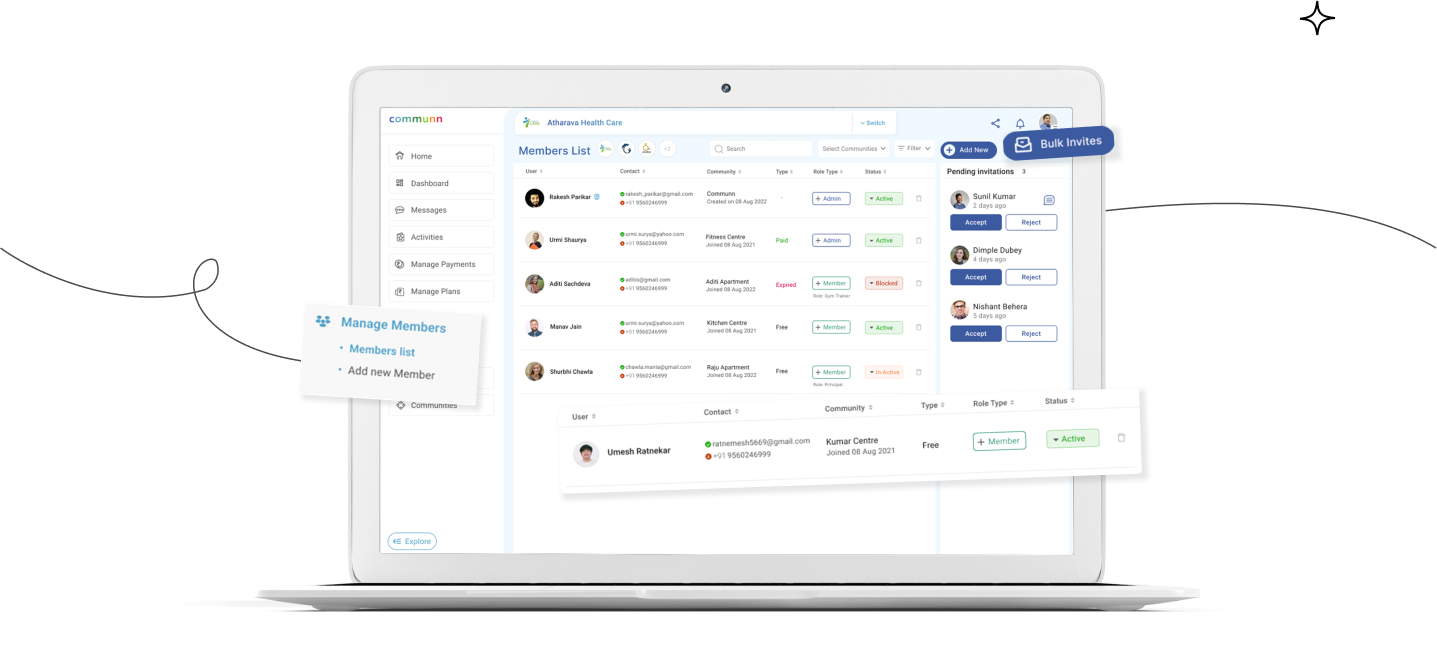 communn
Home
Dashboard
Messages
Activities
Manage Payments
Manage Plans
Manage Members
Members list
Add new Member
Communities
Explore
Atharava Health Care
Switch
Members List
+2
Search
Select Communities
Filter
Add New
Bulk Invites
User Contact Community Type Role Type Status
Rakesh Parikar
rakesh_parikar@gmail.com
+91 9560246999
Communn
Created on 08 Aug 2022
-
+ Admin
Active
Urmi Shaurys
urmi.surya@yahoo.com
+91 9560246999
Fitness Centre
Joined 08 Aug 2021
Paid
+ Admin
Active
Aditi Sachdeva
aditis@gmail.com
+91 9560246999
Aditi Apartment
Joined 08 Aug 2022
Expired
+ Member
Role: Gym Trainer
Blocked
Manav Jain
urmi.surya@yahoo.com
+91 9560246999
Kitchen Centre
Joined 08 Aug 2021
Free
+ Member
Active
Shurbhi Chawla
chawla.mania@gmail.com
+91 9560246999
Raju Apartment
Joined 08 Aug 2022
Free
+ Member
Role: Principal
In-Active
User Contact Community Type Role Type Status
Umesh Ratnekar
ratnemesh5669@gmail.com
+91 9560246999
Kumar Centre
Joined 08 Aug 2021
Free
+ Member
Active
Pending invitations 3
Sunil Kumar
2 days ago
Accept Reject
Dimple Dubey
4 days ago
Accept Reject
Nishant Behera
5 days ago
Accept Reject